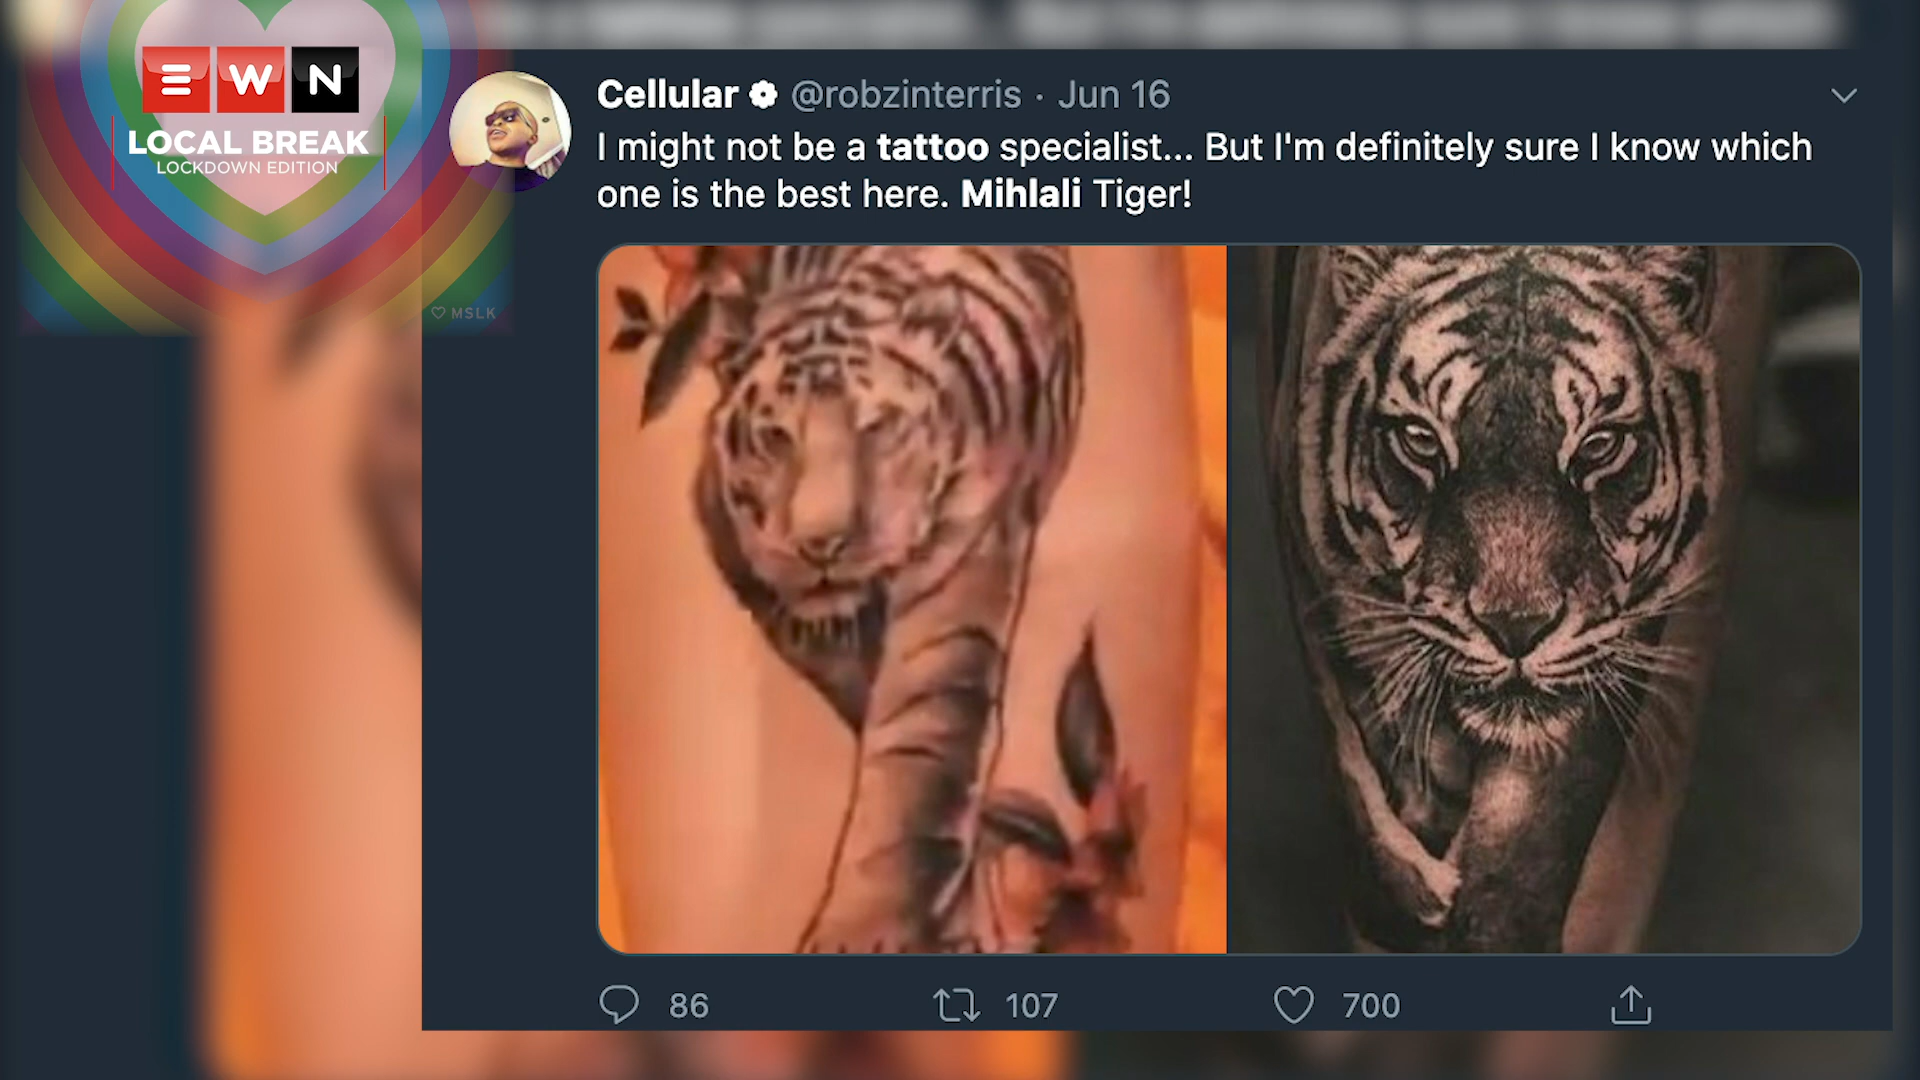 EWN
LOCAL BREAK
LOCKDOWN EDITION
♡ MSLK
Cellular @robzinterris · Jun 16
I might not be a tattoo specialist... But I'm definitely sure I know which
one is the best here. Mihlali Tiger!
86 107 700